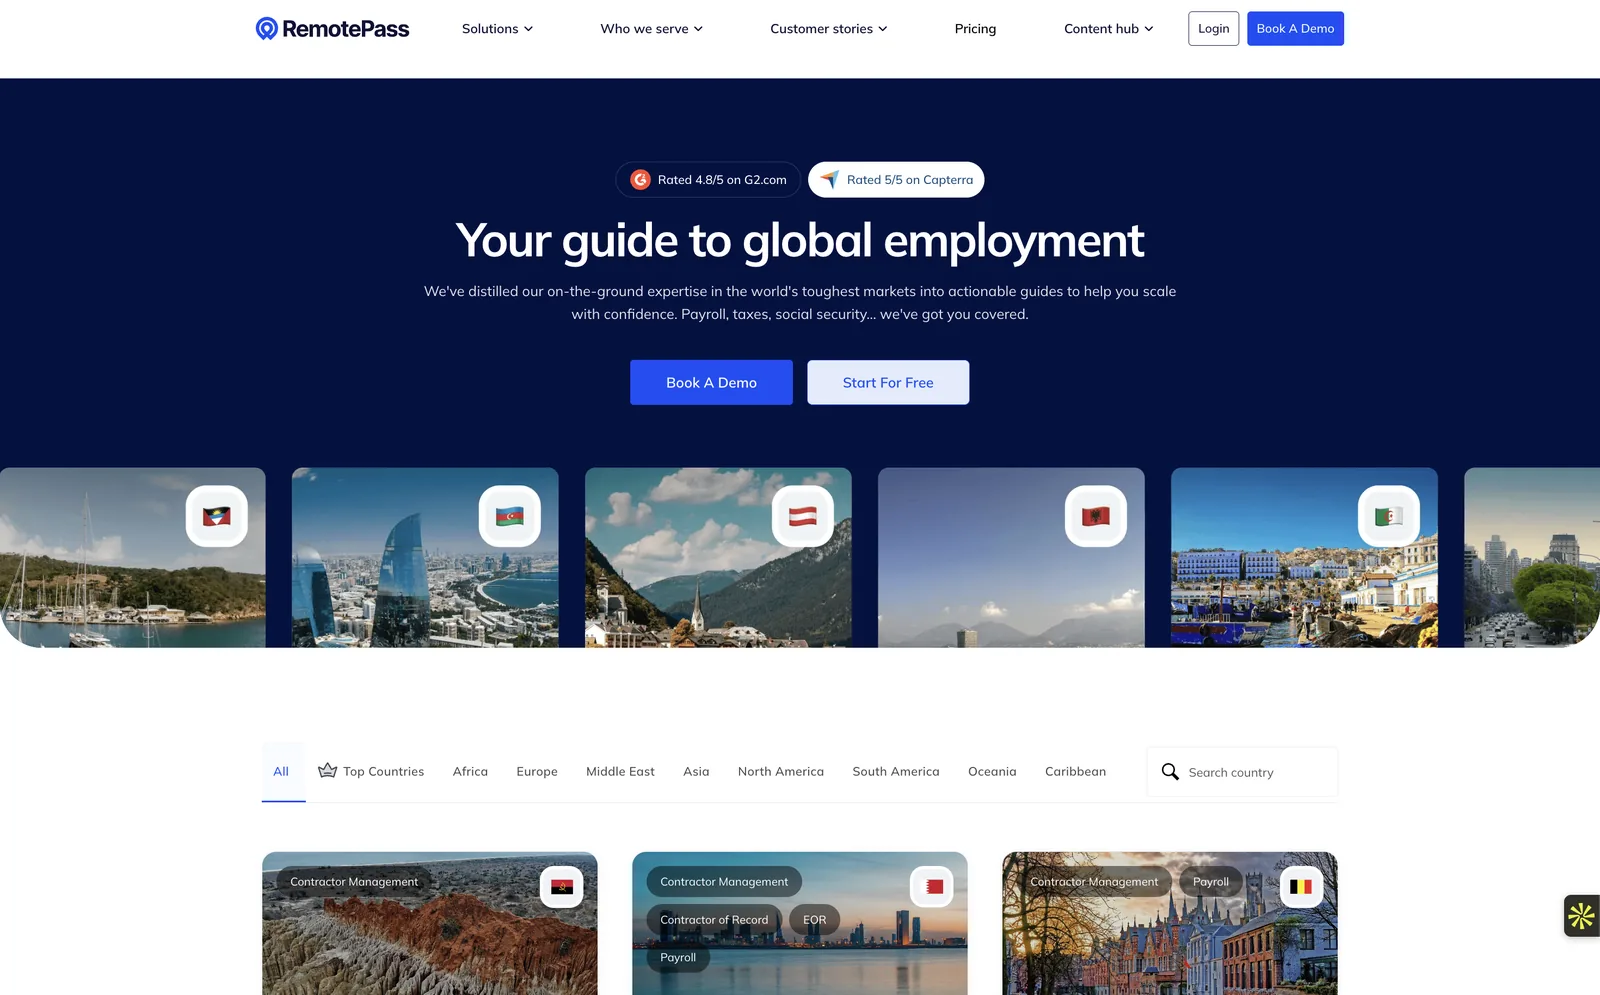 RemotePass
Solutions
Who we serve
Customer stories
Pricing
Content hub
Login
Book A Demo
Rated 4.8/5 on G2.com
Rated 5/5 on Capterra
Your guide to global employment
We've distilled our on-the-ground expertise in the world's toughest markets into actionable guides to help you scale
with confidence. Payroll, taxes, social security... we've got you covered.
Book A Demo
Start For Free
All
Top Countries
Africa
Europe
Middle East
Asia
North America
South America
Oceania
Caribbean
Search country
Contractor Management
Contractor Management
Contractor of Record
EOR
Payroll
Contractor Management
Payroll